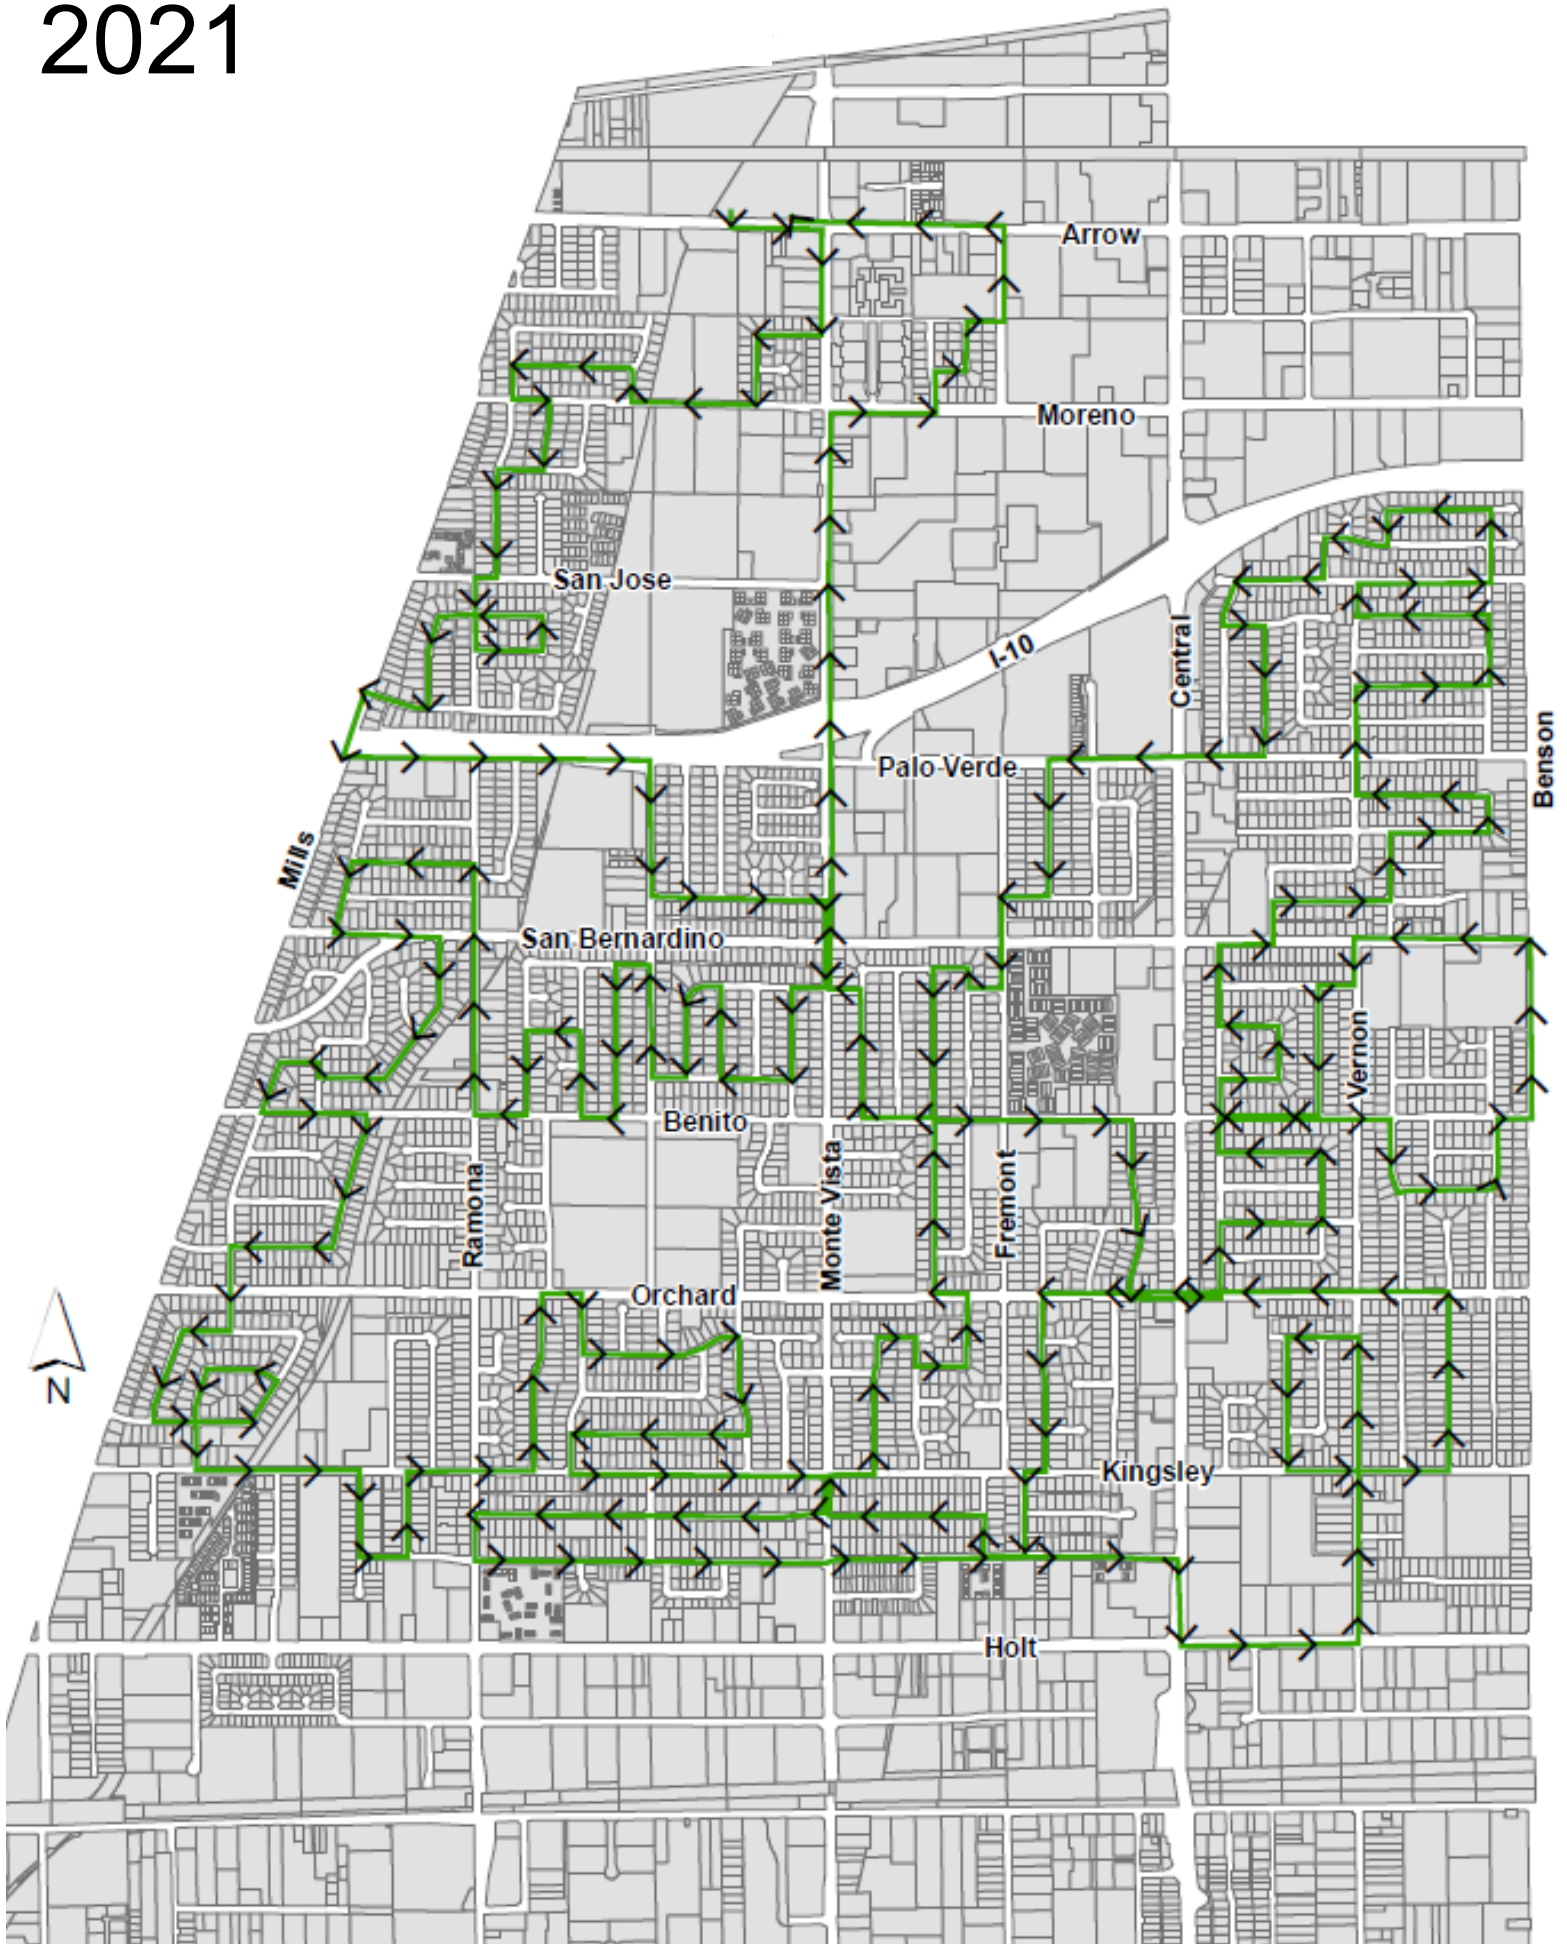 2021
Arrow
Moreno
San Jose
I-10
Central
Palo Verde
Benson
Mills
San Bernardino
Vernon
Benito
Ramona
Monte Vista
Fremont
Orchard
N
Kingsley
Holt